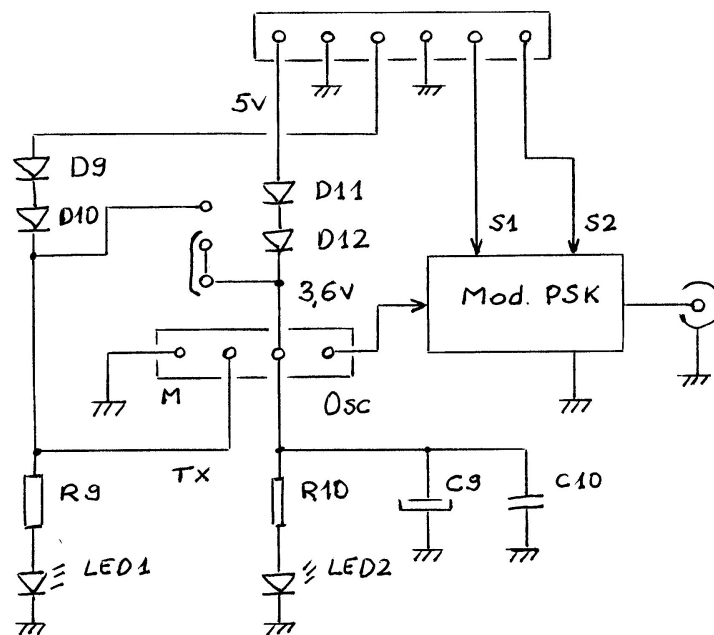 5v
D9
D11
D10
D12
S1
S2
3,6v
Mod. PSK
M
Osc
TX
R9
R10
C9
C10
LED1
LED2